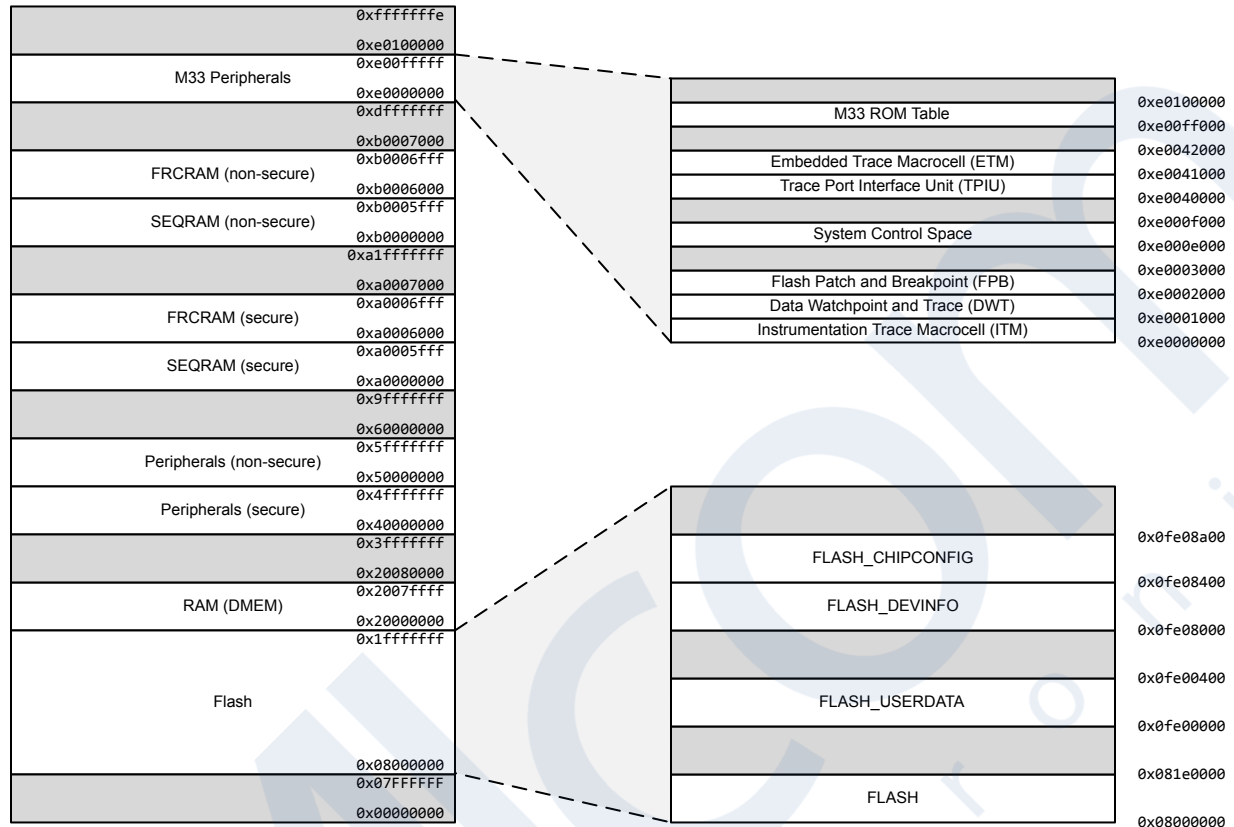 0xfffffffe
0xe0100000
0xe00fffff
M33 Peripherals
0xe0000000
0xdfffffff
0xb0007000
0xb0006fff
FRCRAM (non-secure)
0xb0006000
0xb0005fff
SEQRAM (non-secure)
0xb0000000
0xa1fffffff
0xa0007000
0xa0006fff
FRCRAM (secure)
0xa0006000
0xa0005fff
SEQRAM (secure)
0xa0000000
0x9fffffff
0x60000000
0x5fffffff
Peripherals (non-secure)
0x50000000
0x4fffffff
Peripherals (secure)
0x40000000
0x3fffffff
0x20080000
0x2007ffff
RAM (DMEM)
0x20000000
0x1fffffff
Flash
0x08000000
0x07FFFFFF
0x00000000
0xe0100000
M33 ROM Table
0xe00ff000
0xe0042000
Embedded Trace Macrocell (ETM)
0xe0041000
Trace Port Interface Unit (TPIU)
0xe0040000
0xe000f000
System Control Space
0xe000e000
0xe0003000
Flash Patch and Breakpoint (FPB)
0xe0002000
Data Watchpoint and Trace (DWT)
0xe0001000
Instrumentation Trace Macrocell (ITM)
0xe0000000
0x0fe08a00
FLASH_CHIPCONFIG
0x0fe08400
FLASH_DEVINFO
0x0fe08000
0x0fe00400
FLASH_USERDATA
0x0fe00000
0x081e0000
FLASH
0x08000000